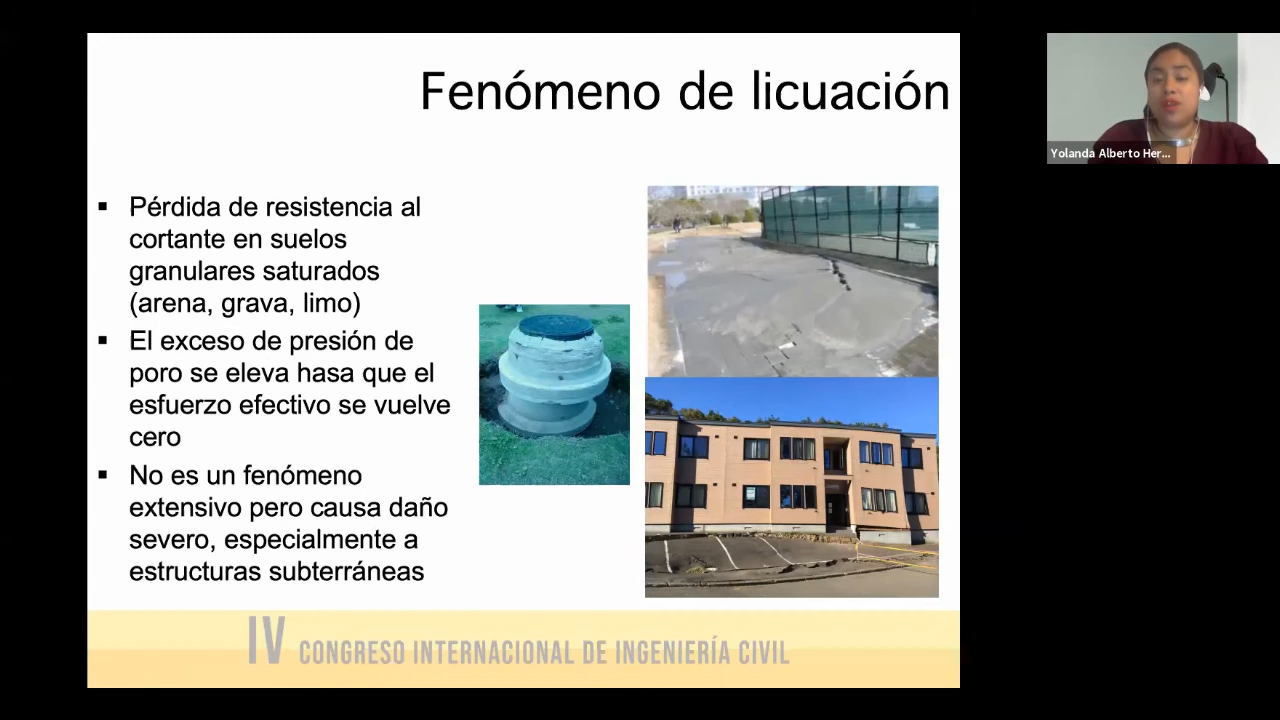 Fenómeno de licuación
Yolanda Alberto Her...
▪ Pérdida de resistencia al
cortante en suelos
granulares saturados
(arena, grava, limo)
▪ El exceso de presión de
poro se eleva hasa que el
esfuerzo efectivo se vuelve
cero
▪ No es un fenómeno
extensivo pero causa daño
severo, especialmente a
estructuras subterráneas
IV CONGRESO INTERNACIONAL DE INGENIERÍA CIVIL